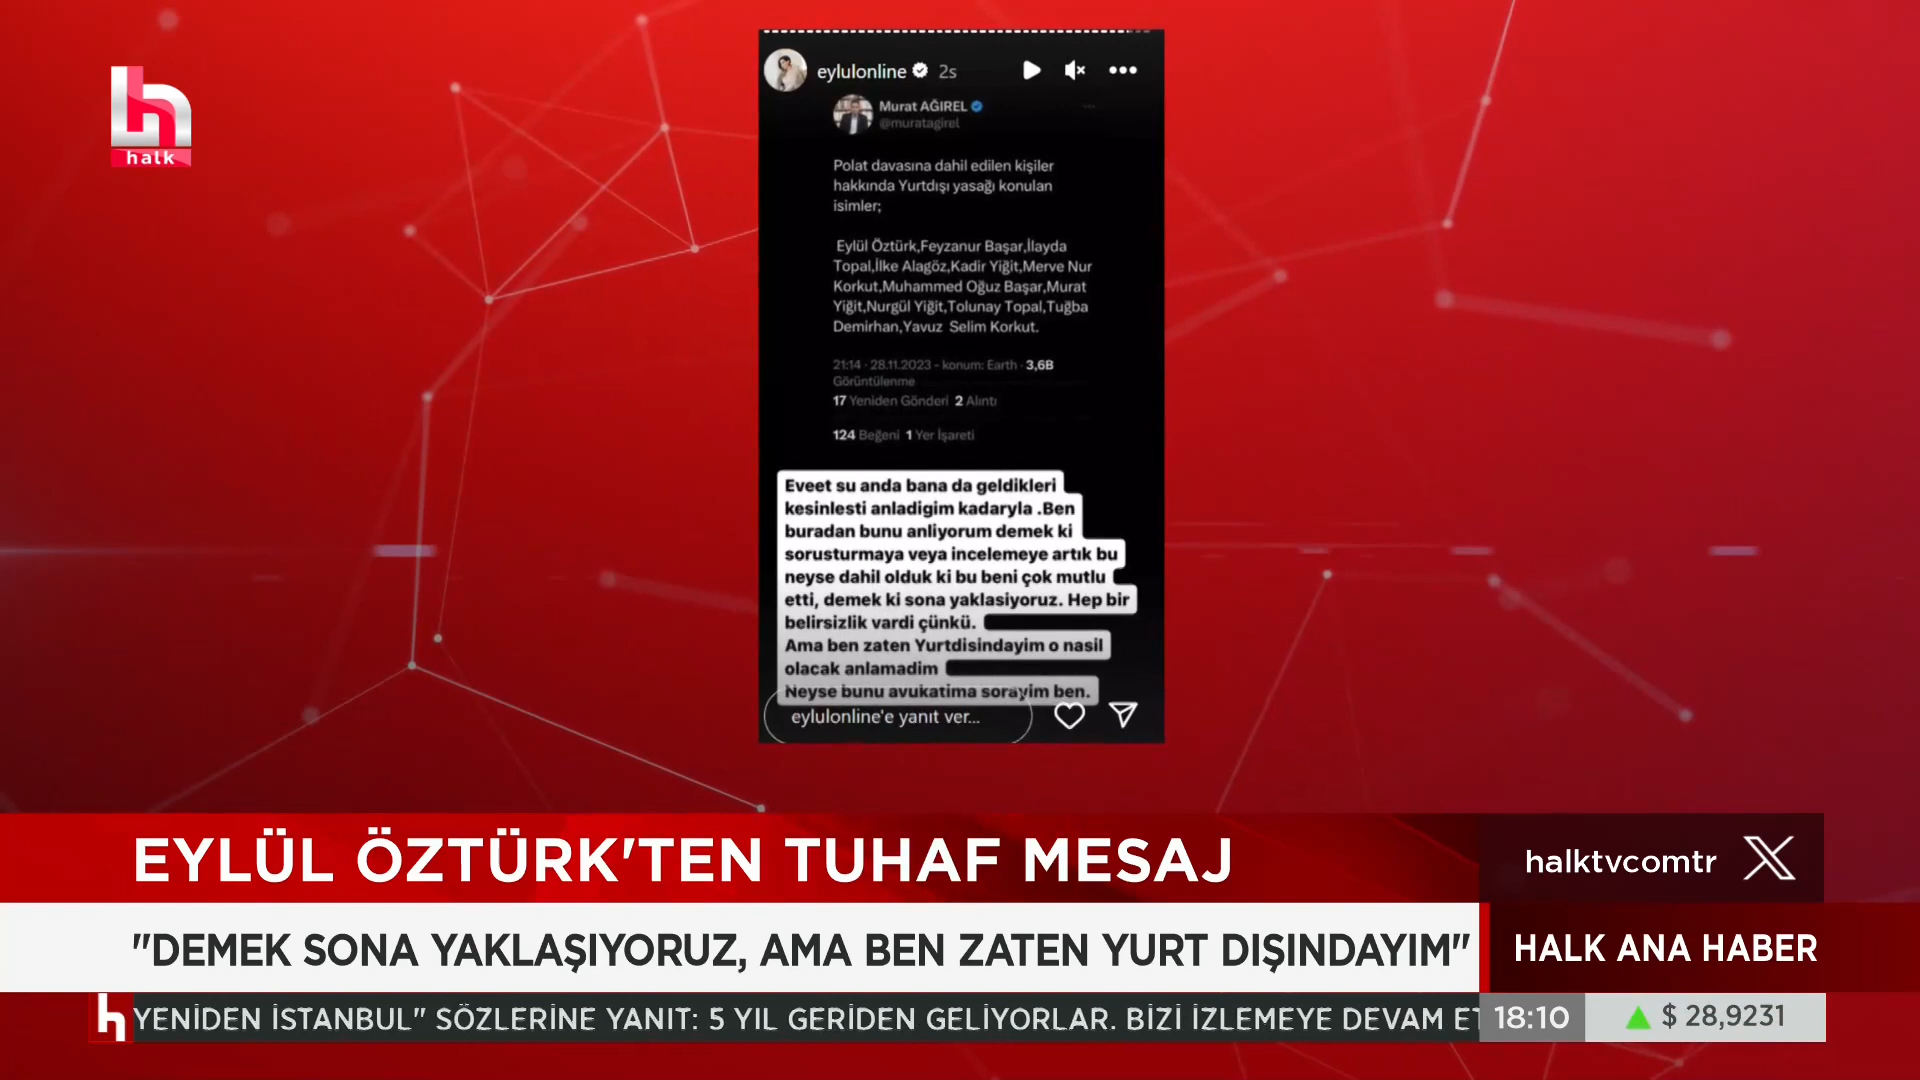 halk
eylulonline 2s
Murat AĞIREL
@muratagirel
Polat davasına dahil edilen kişiler
hakkında Yurtdışı yasağı konulan
isimler;
Eylül Öztürk,Feyzanur Başar,İlayda
Topal,İlke Alagöz,Kadir Yiğit,Merve Nur
Korkut,Muhammed Oğuz Başar,Murat
Yiğit,Nurgül Yiğit,Tolunay Topal,Tuğba
Demirhan,Yavuz Selim Korkut.
21:14 · 28.11.2023 - konum: Earth · 3,6B
Görüntülenme
17 Yeniden Gönderi 2 Alıntı
124 Beğeni 1 Yer İşareti
Eveet su anda bana da geldikleri
kesinlesti anladigim kadaryla .Ben
buradan bunu anliyorum demek ki
sorusturmaya veya incelemeye artık bu
neyse dahil olduk ki bu beni çok mutlu
etti, demek ki sona yaklasiyoruz. Hep bir
belirsizlik vardi çünkü.
Ama ben zaten Yurtdisindayim o nasil
olacak anlamadim
Neyse bunu avukatima sorayim ben.
eylulonline'e yanıt ver...
EYLÜL ÖZTÜRK'TEN TUHAF MESAJ
halktvcomtr X
"DEMEK SONA YAKLAŞIYORUZ, AMA BEN ZATEN YURT DIŞINDAYIM"
HALK ANA HABER
h YENİDEN İSTANBUL" SÖZLERİNE YANIT: 5 YIL GERİDEN GELİYORLAR. BİZİ İZLEMEYE DEVAM ET
18:10
$ 28,9231